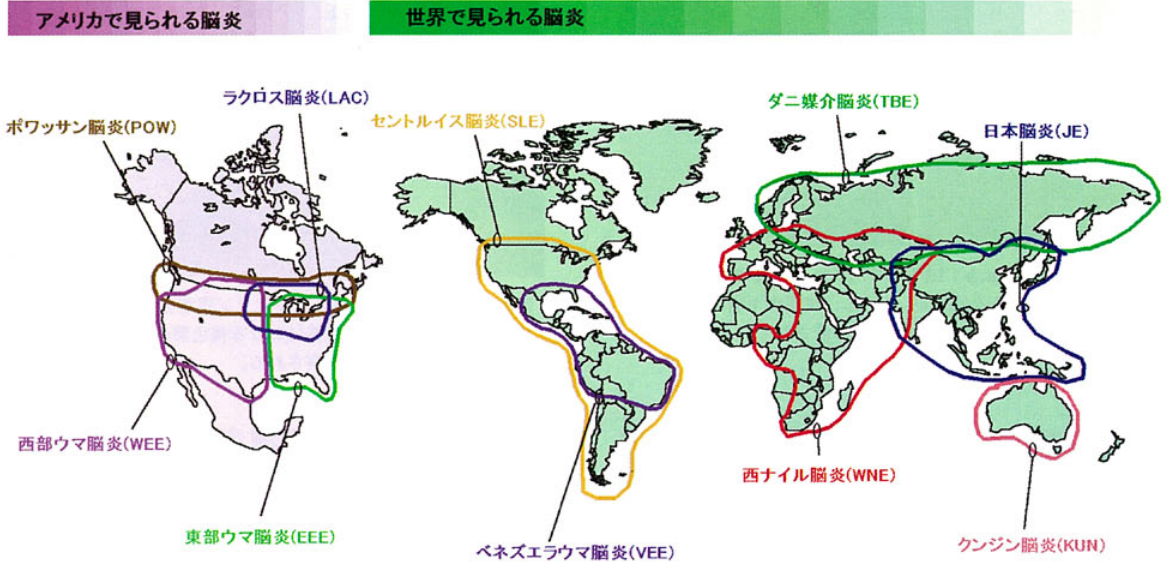 アメリカで見られる脳炎
世界で見られる脳炎
ラクロス脳炎(LAC)
ポワッサン脳炎(POW)
セントルイス脳炎(SLE)
ダニ媒介脳炎(TBE)
日本脳炎(JE)
西部ウマ脳炎(WEE)
西ナイル脳炎(WNE)
東部ウマ脳炎(EEE)
ベネズエラウマ脳炎(VEE)
クンジン脳炎(KUN)